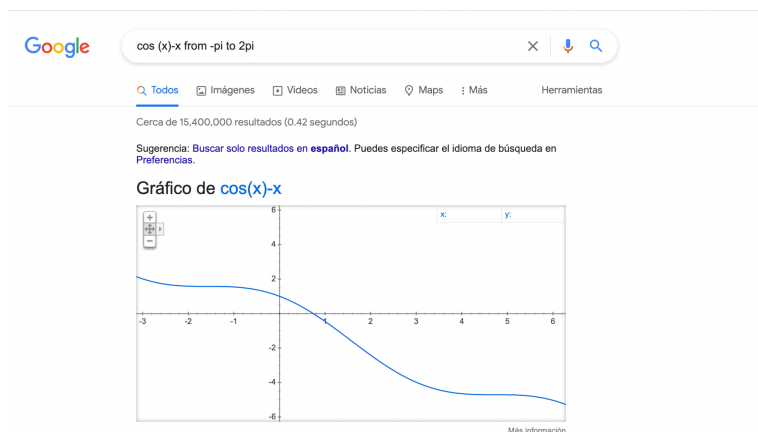 Google
cos (x)-x from -pi to 2pi
Todos Imágenes Videos Noticias Maps Más Herramientas
Cerca de 15,400,000 resultados (0.42 segundos)
Sugerencia: Buscar solo resultados en español. Puedes especificar el idioma de búsqueda en
Preferencias.
Gráfico de cos(x)-x
x: y:
6
4
2
-3 -2 -1 1 2 3 4 5 6
-2
-4
-6
Más información